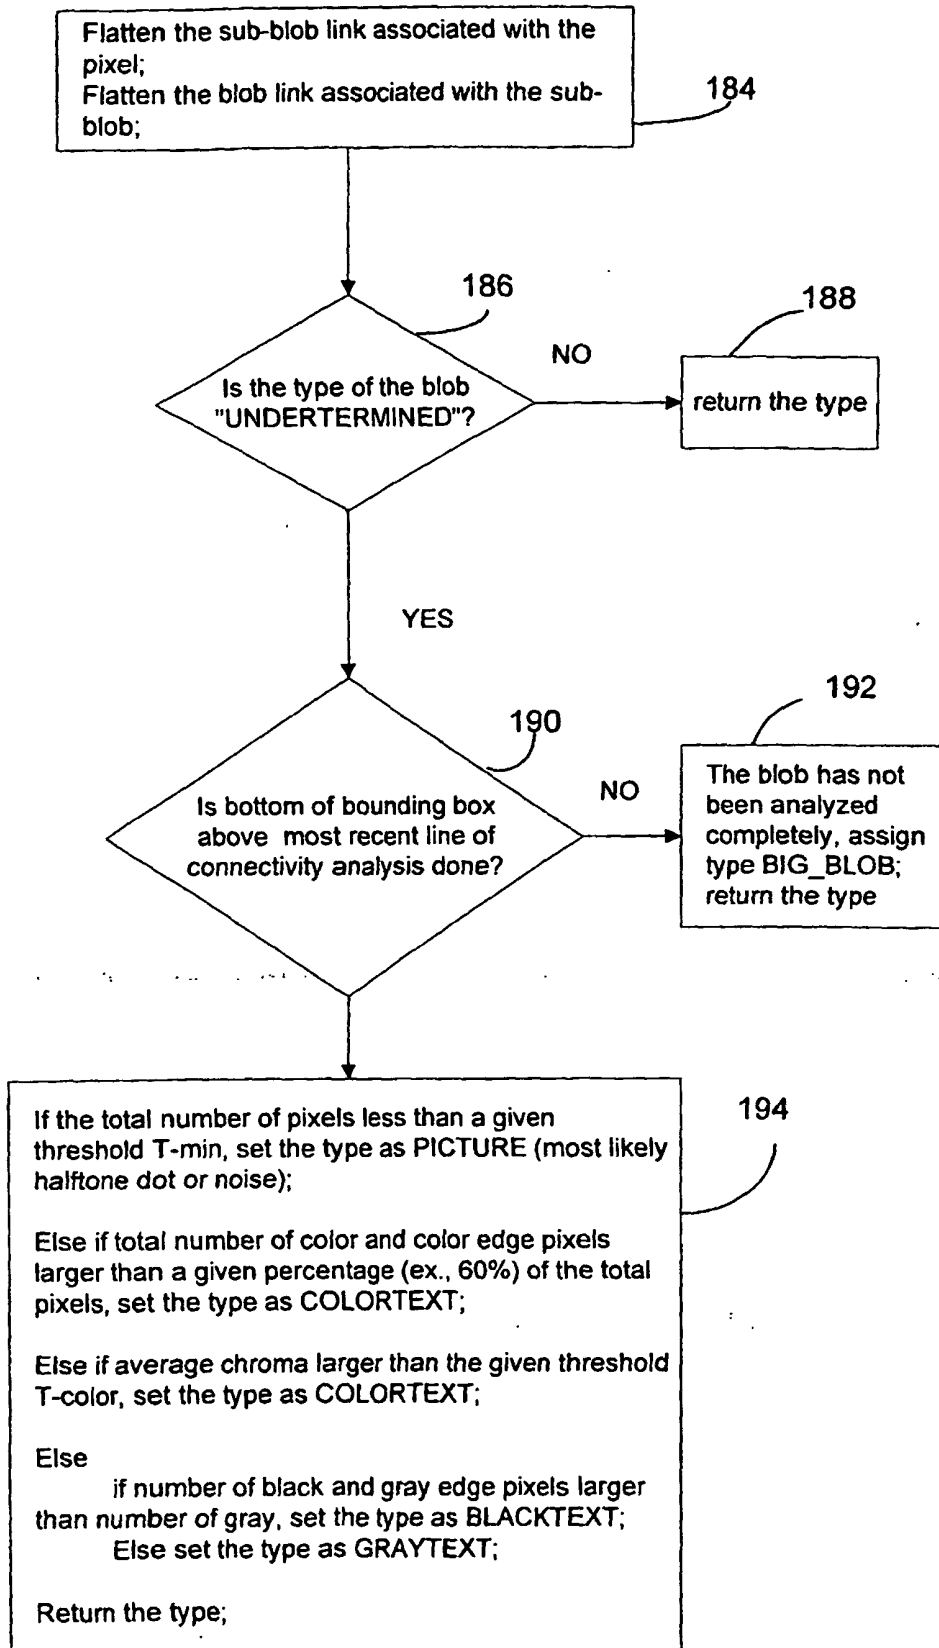 Flatten the sub-blob link associated with the
pixel;
Flatten the blob link associated with the sub-
blob;
184
186
188
NO
Is the type of the blob
"UNDERTERMINED"?
return the type
YES
190
192
NO
Is bottom of bounding box
above most recent line of
connectivity analysis done?
The blob has not
been analyzed
completely, assign
type BIG_BLOB;
return the type
194
If the total number of pixels less than a given
threshold T-min, set the type as PICTURE (most likely
halftone dot or noise);
Else if total number of color and color edge pixels
larger than a given percentage (ex., 60%) of the total
pixels, set the type as COLORTEXT;
Else if average chroma larger than the given threshold
T-color, set the type as COLORTEXT;
Else
if number of black and gray edge pixels larger
than number of gray, set the type as BLACKTEXT;
Else set the type as GRAYTEXT;
Return the type;